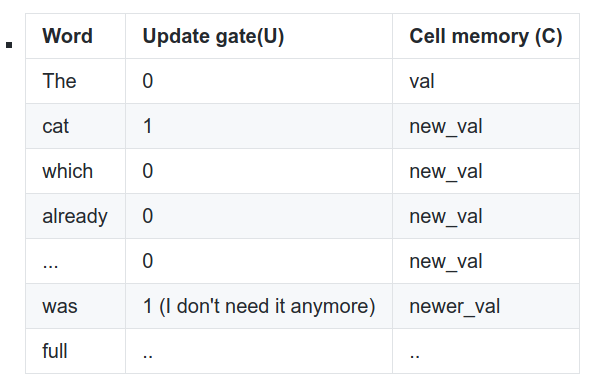 Word Update gate(U) Cell memory (C)
The 0 val
cat 1 new_val
which 0 new_val
already 0 new_val
... 0 new_val
was 1 (I don't need it anymore) newer_val
full .. ..